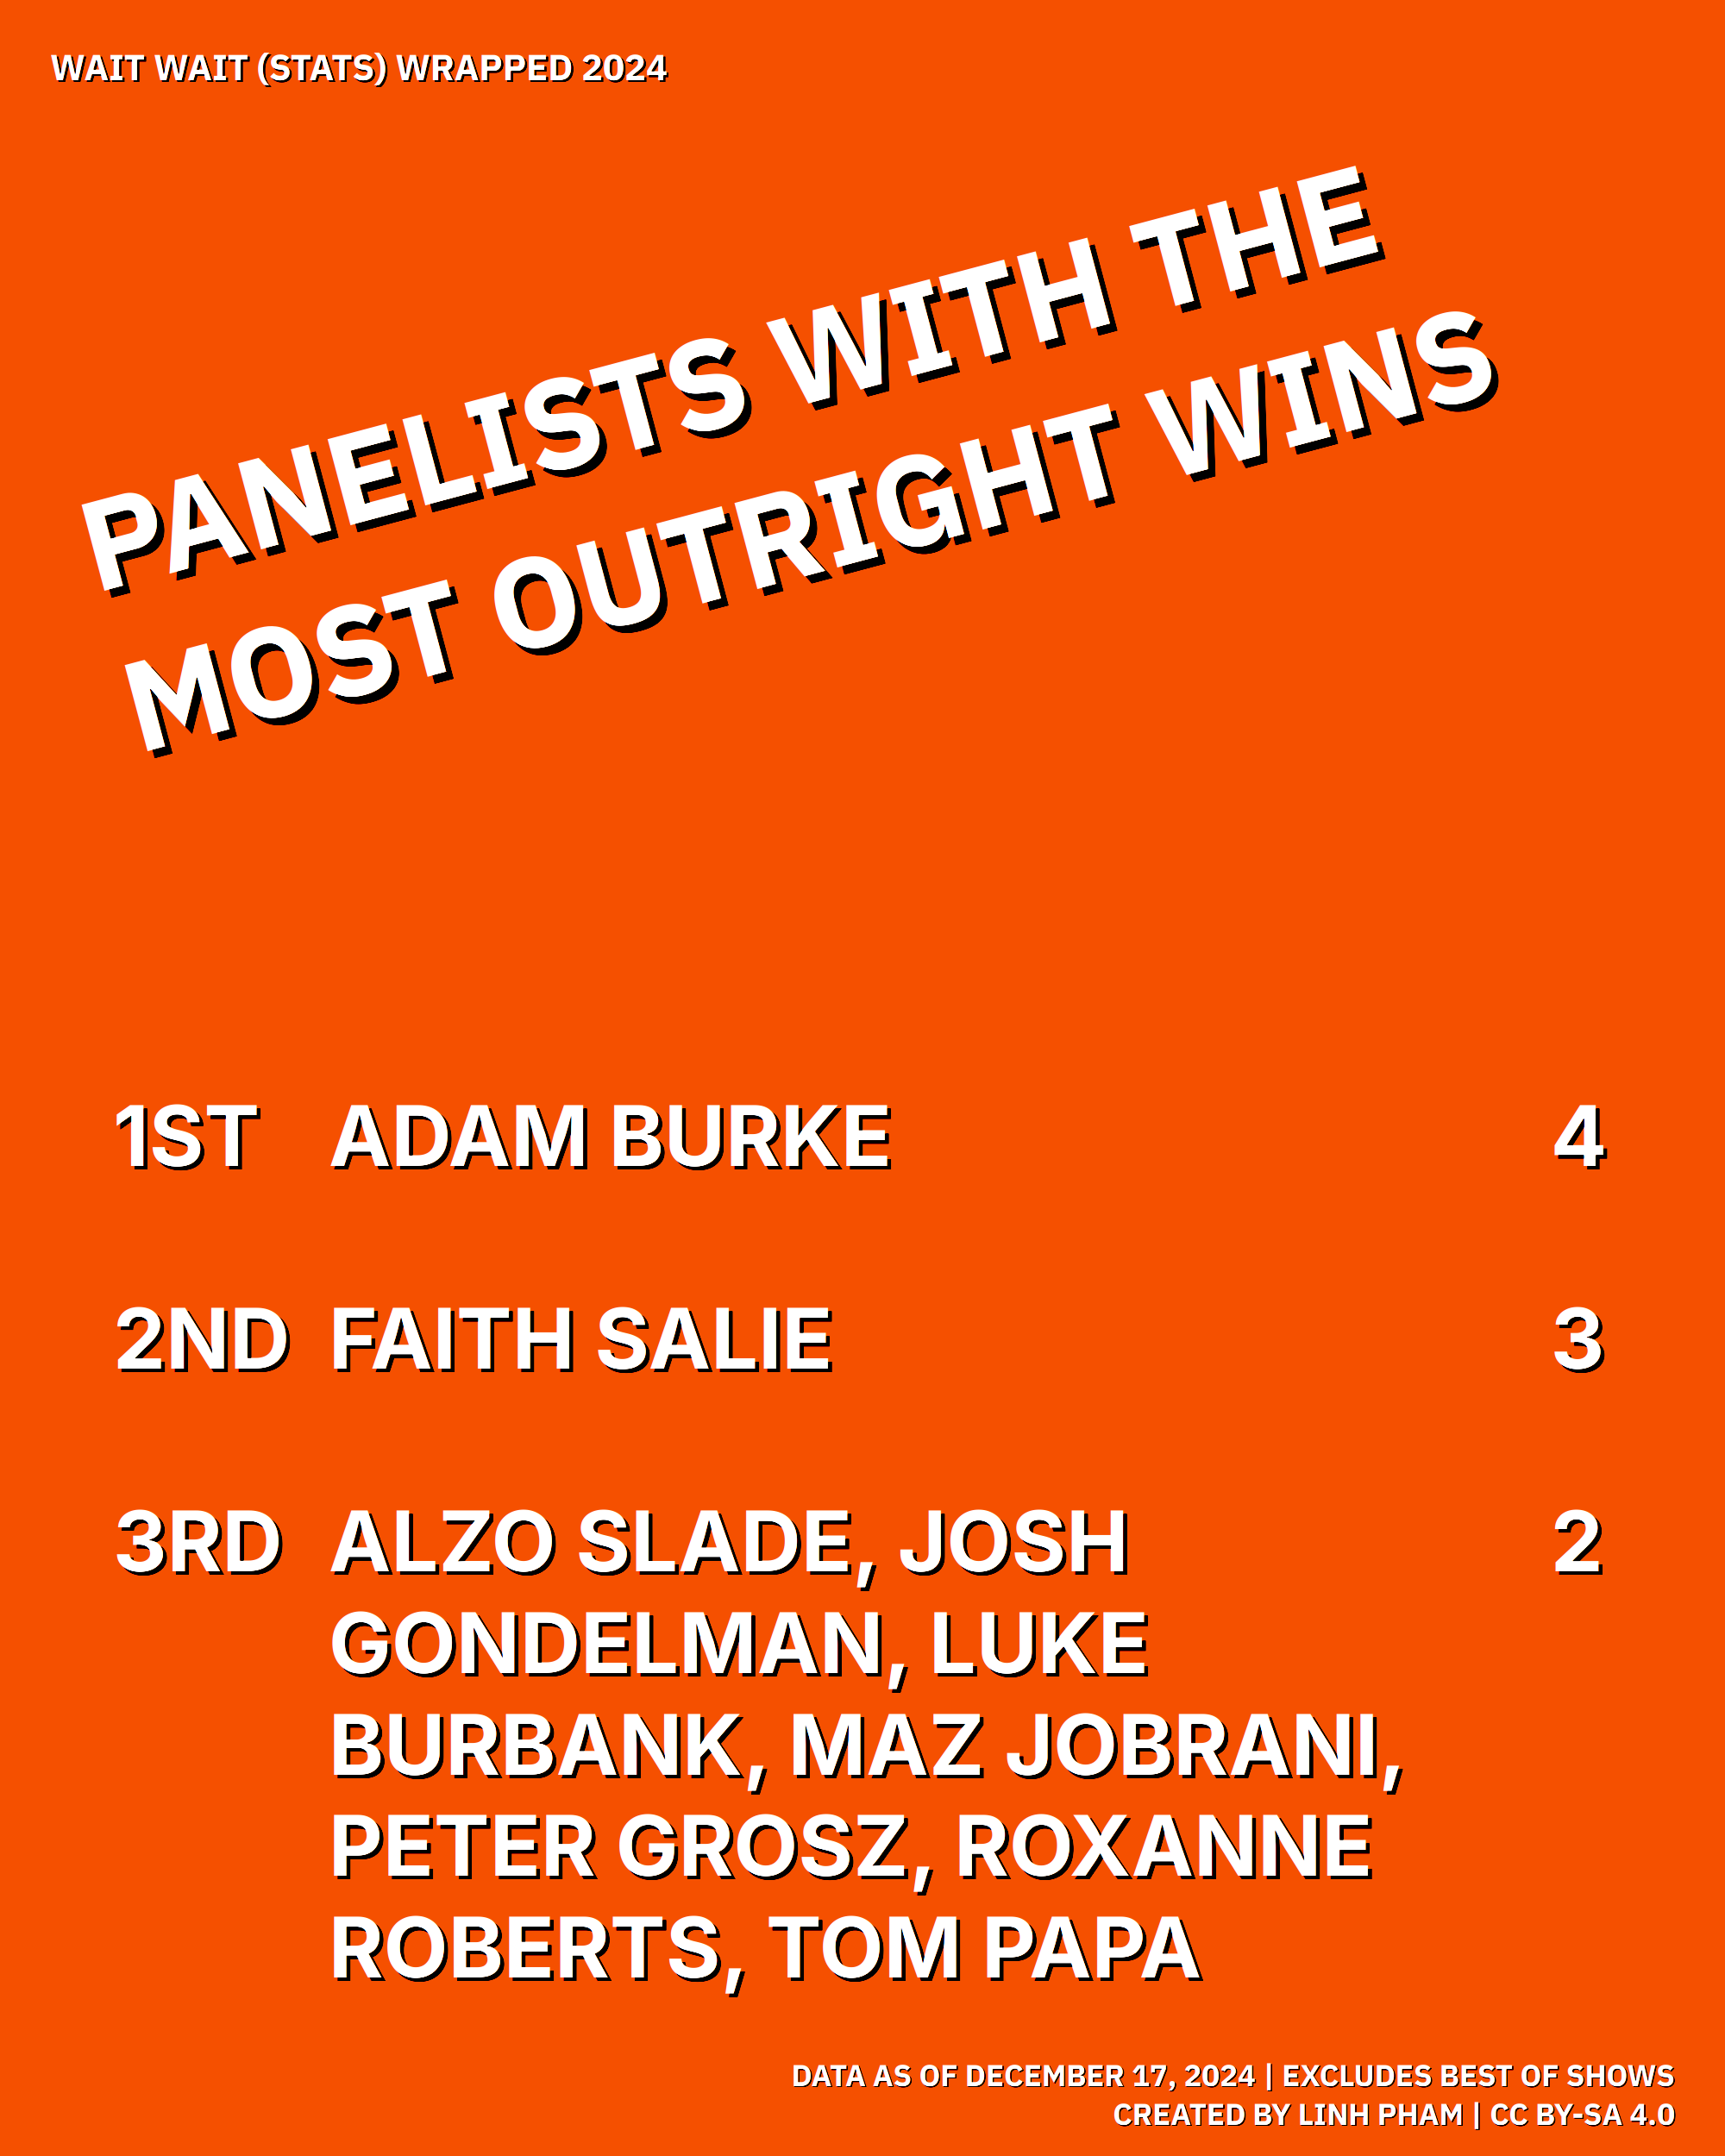 WAIT WAIT (STATS) WRAPPED 2024
PANELISTS WITH THE
MOST OUTRIGHT WINS
1ST ADAM BURKE 4
2ND FAITH SALIE 3
3RD ALZO SLADE, JOSH 2
GONDELMAN, LUKE
BURBANK, MAZ JOBRANI,
PETER GROSZ, ROXANNE
ROBERTS, TOM PAPA
DATA AS OF DECEMBER 17, 2024 | EXCLUDES BEST OF SHOWS
CREATED BY LINH PHAM | CC BY-SA 4.0